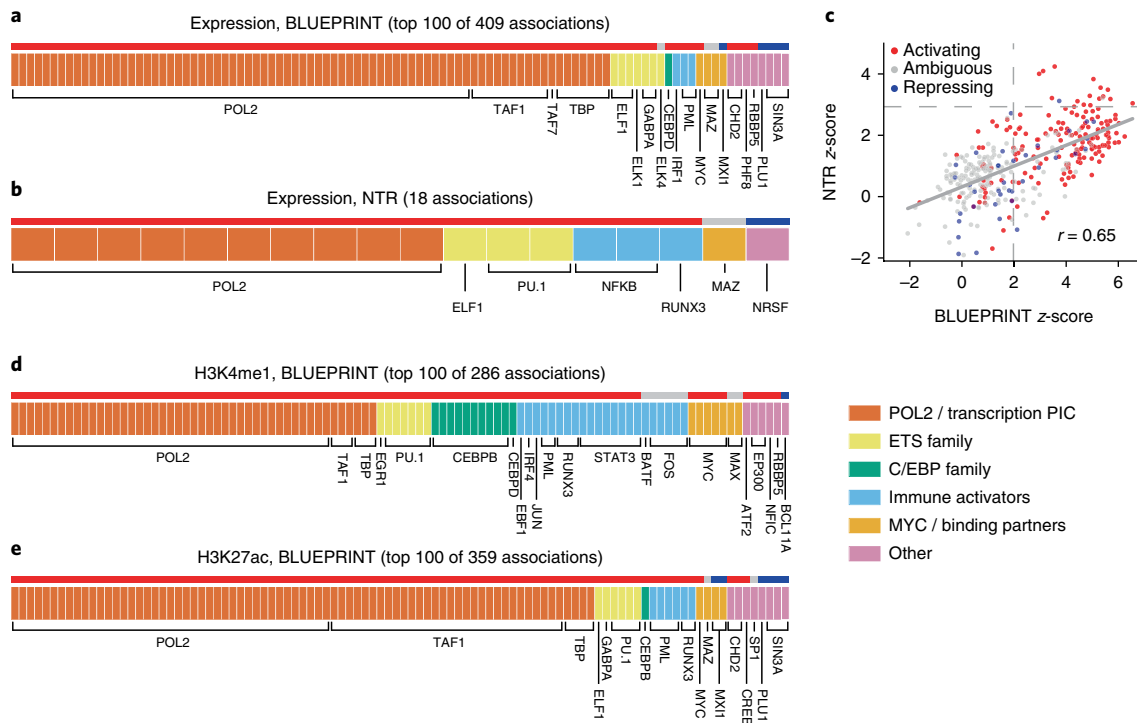 a
Expression, BLUEPRINT (top 100 of 409 associations)
POL2
TAF1
TAF7
TBP
ELF1
ELK1
GABPA
ELK4
CEBPD
IRF1
PML
MYC
MAZ
MXI1
CHD2
PHF8
RBBP5
PLU1
SIN3A
b
Expression, NTR (18 associations)
POL2
ELF1
PU.1
NFKB
RUNX3
MAZ
NRSF
c
Activating
Ambiguous
Repressing
NTR z-score
4
2
0
−2
r = 0.65
−2
0
2
4
6
BLUEPRINT z-score
d
H3K4me1, BLUEPRINT (top 100 of 286 associations)
POL2
TAF1
TBP
EGR1
PU.1
CEBPB
CEBPD
EBF1
IRF4
JUN
PML
RUNX3
STAT3
BATF
FOS
MYC
MAX
ATF2
EP300
NFIC
RBBP5
BCL11A
POL2 / transcription PIC
ETS family
C/EBP family
Immune activators
MYC / binding partners
Other
e
H3K27ac, BLUEPRINT (top 100 of 359 associations)
POL2
TAF1
TBP
ELF1
GABPA
PU.1
CEBPB
PML
RUNX3
MYC
MAZ
MXI1
CHD2
SP1
PLU1
SIN3A